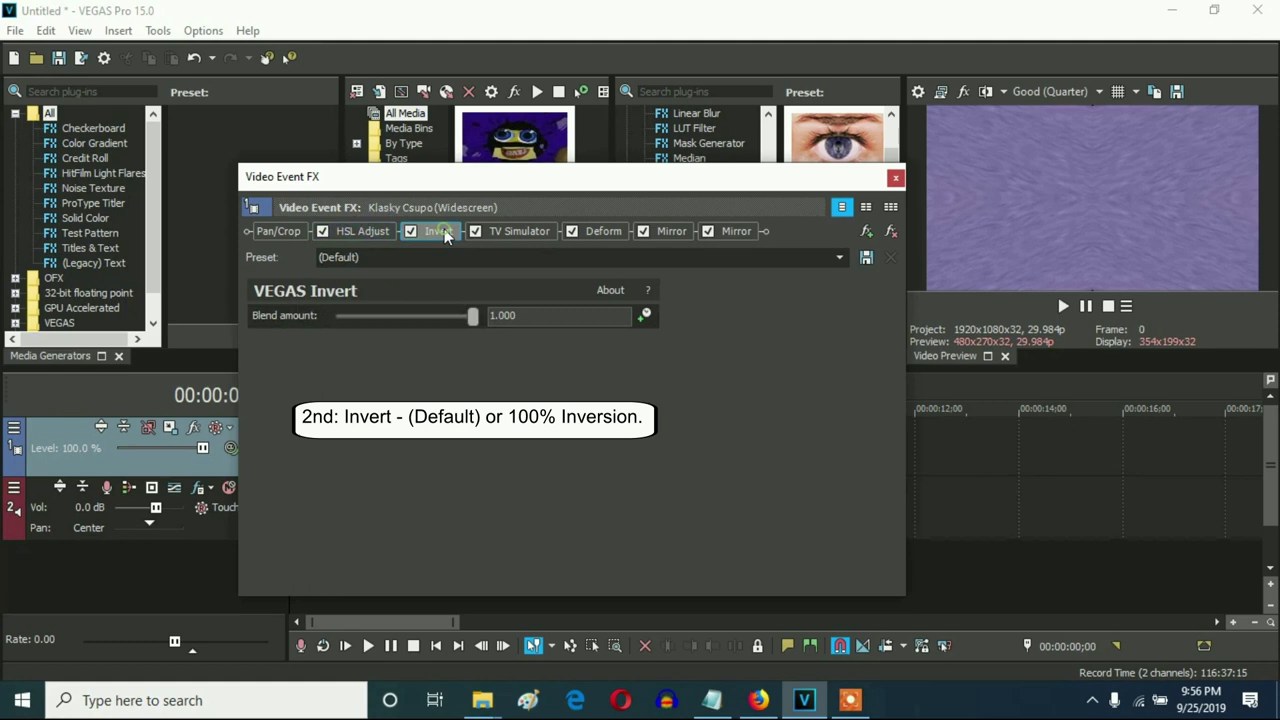 Untitled * - VEGAS Pro 15.0
File Edit View Insert Tools Options Help
Search plug-ins
Preset:
All
Checkerboard
Color Gradient
Credit Roll
HitFilm Light Flares
Noise Texture
ProType Titler
Solid Color
Test Pattern
Titles & Text
(Legacy) Text
OFX
32-bit floating point
GPU Accelerated
VEGAS
Media Generators
All Media
Media Bins
By Type
Tags
Search plug-ins
Preset:
Linear Blur
LUT Filter
Mask Generator
Median
Good (Quarter)
Project: 1920x1080x32, 29.984p
Preview: 480x270x32, 29.984p
Frame: 0
Display: 354x199x32
Video Preview
Video Event FX
Video Event FX: Klasky Csupo (Widescreen)
Pan/Crop HSL Adjust Invert TV Simulator Deform Mirror Mirror
Preset: (Default)
VEGAS Invert
About ?
Blend amount: 1.000
2nd: Invert - (Default) or 100% Inversion.
00:00:0
00:00:12;00 00:00:14;00 00:00:16;00 00:00:17;
1
Level: 100.0 %
2
Vol: 0.0 dB Touch
Pan: Center
Rate: 0.00
00:00:00;00
Record Time (2 channels): 116:37:15
Type here to search
9:56 PM
9/25/2019